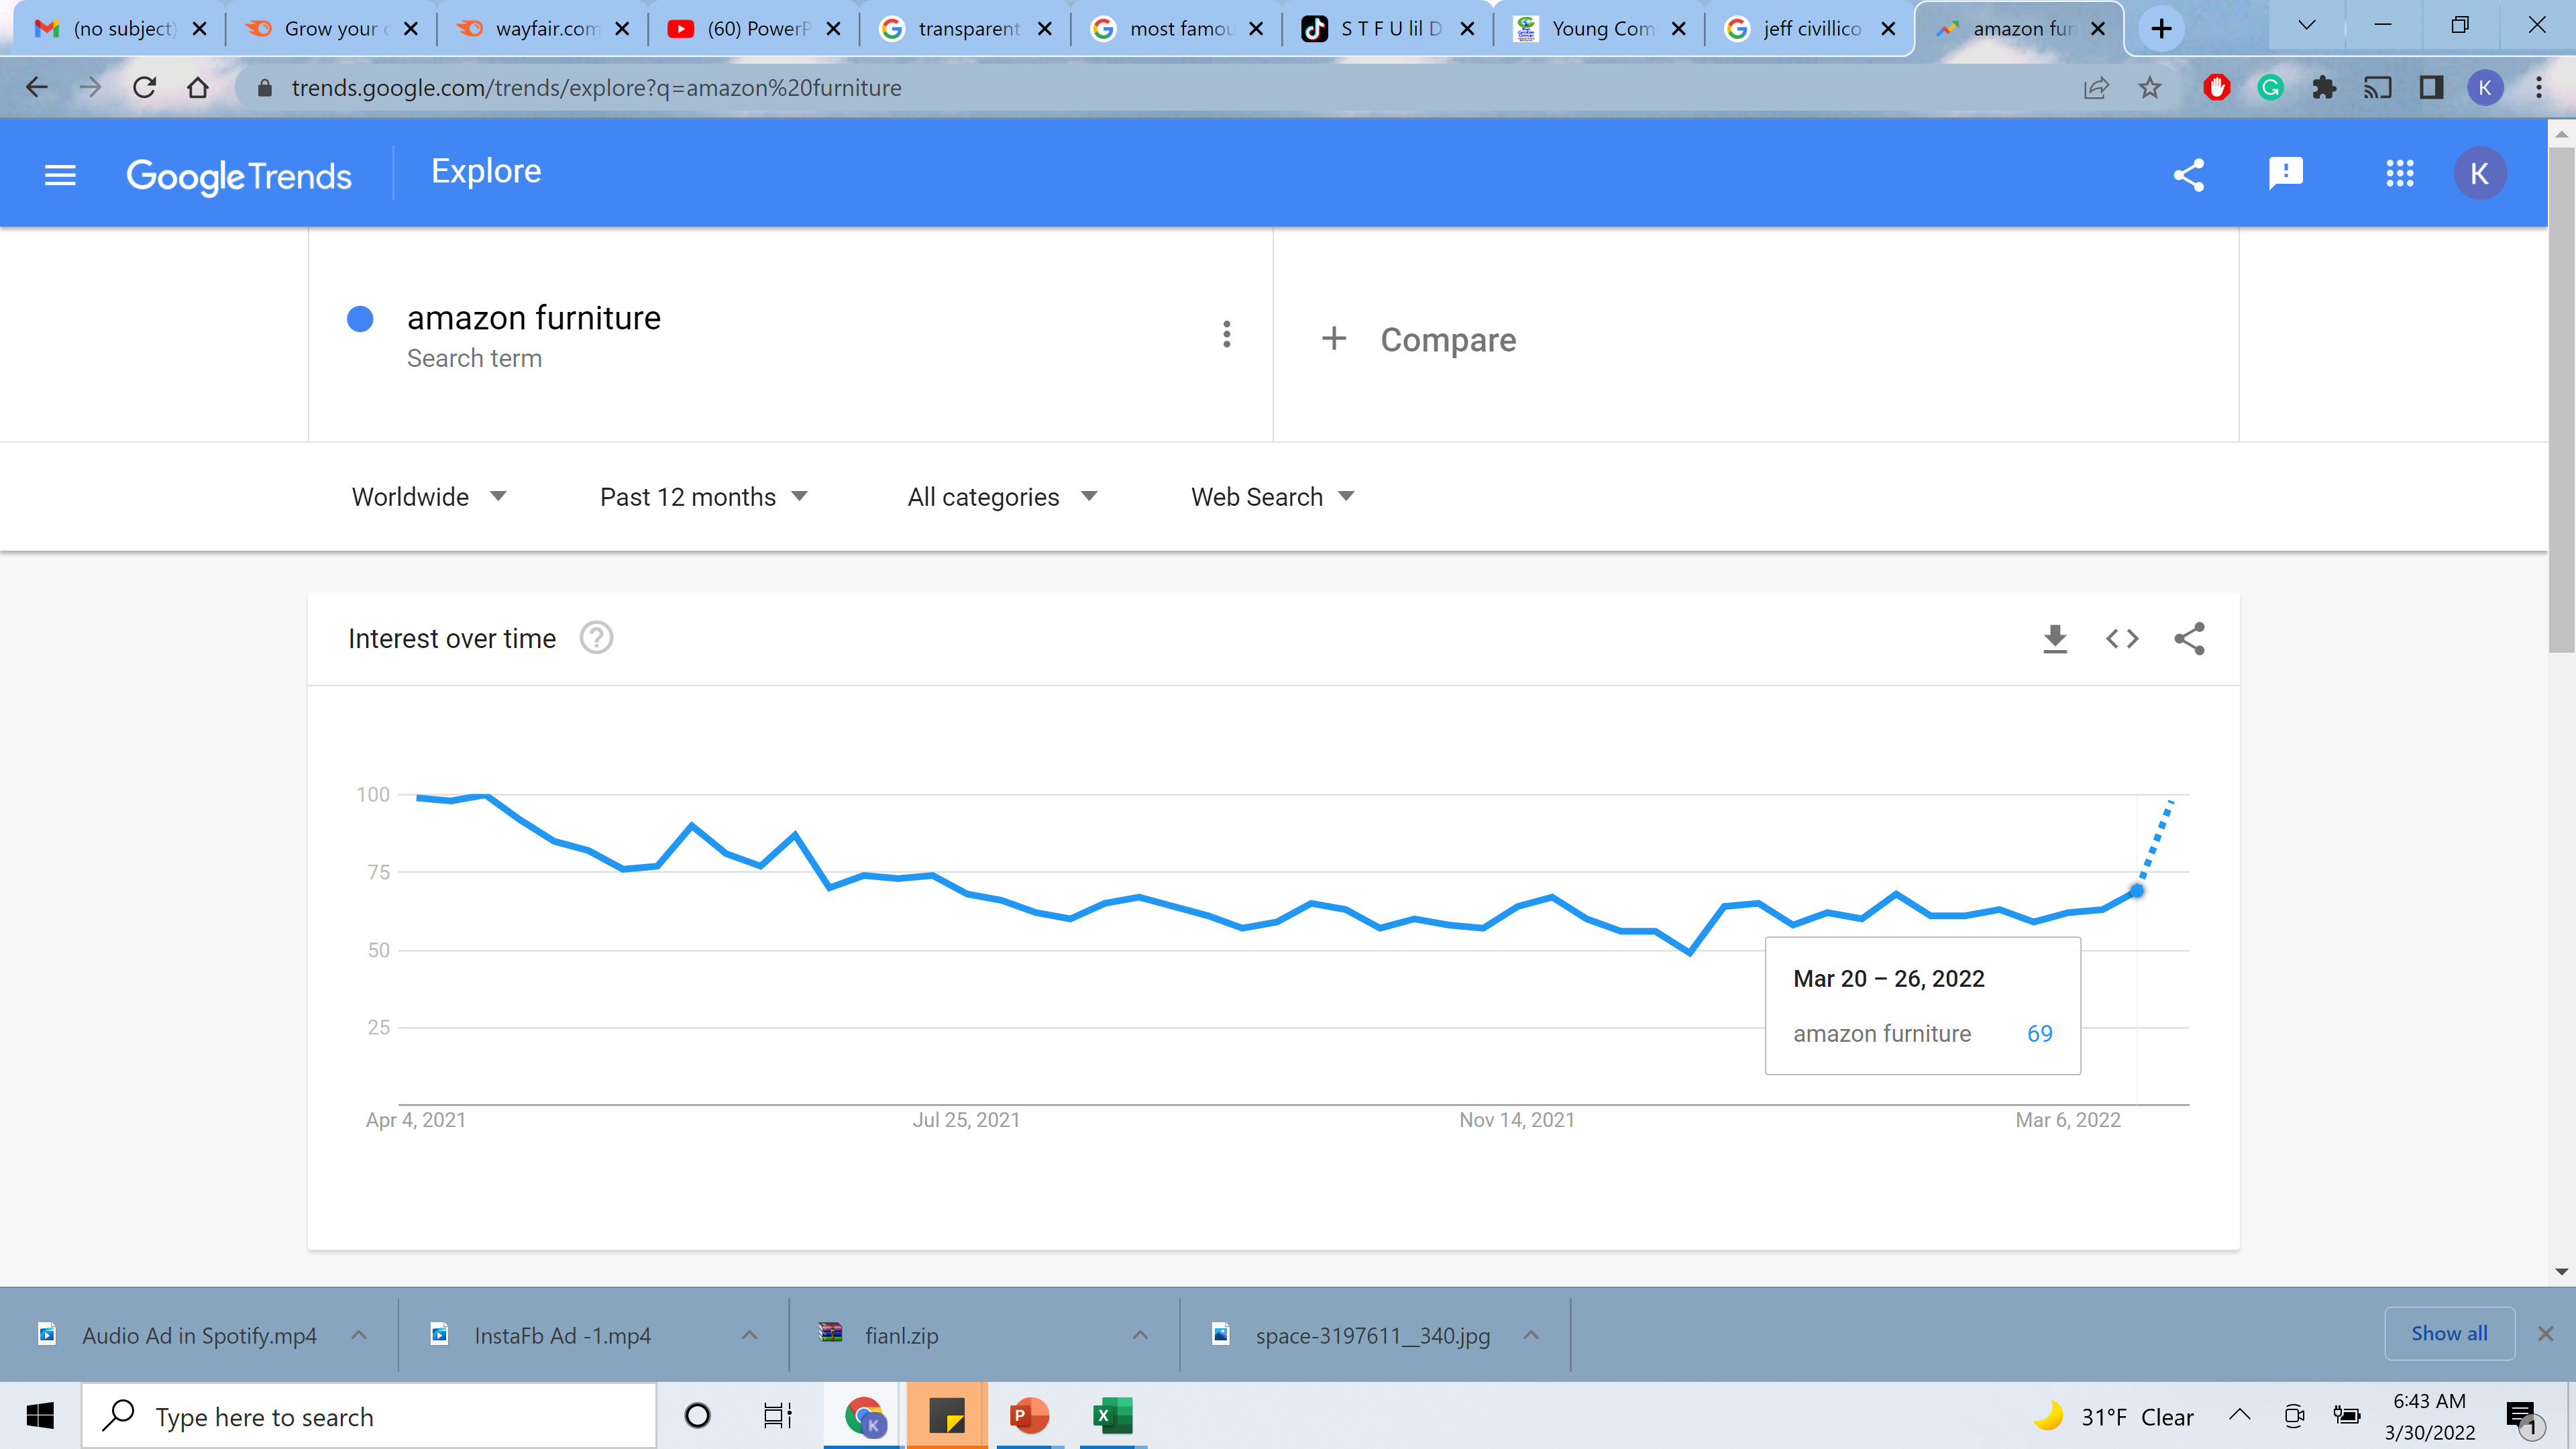 (no subject)
Grow your
wayfair.com
(60) PowerP
transparent
most famou
S T F U lil D
Young Com
jeff civillico
amazon fur
trends.google.com/trends/explore?q=amazon%20furniture
K
Google Trends
Explore
K
amazon furniture
Search term
+ Compare
Worldwide
Past 12 months
All categories
Web Search
Interest over time
100
75
50
25
Mar 20 – 26, 2022
amazon furniture 69
Apr 4, 2021
Jul 25, 2021
Nov 14, 2021
Mar 6, 2022
Audio Ad in Spotify.mp4
InstaFb Ad -1.mp4
fianl.zip
space-3197611__340.jpg
Show all
Type here to search
K
31°F Clear
6:43 AM
3/30/2022
1